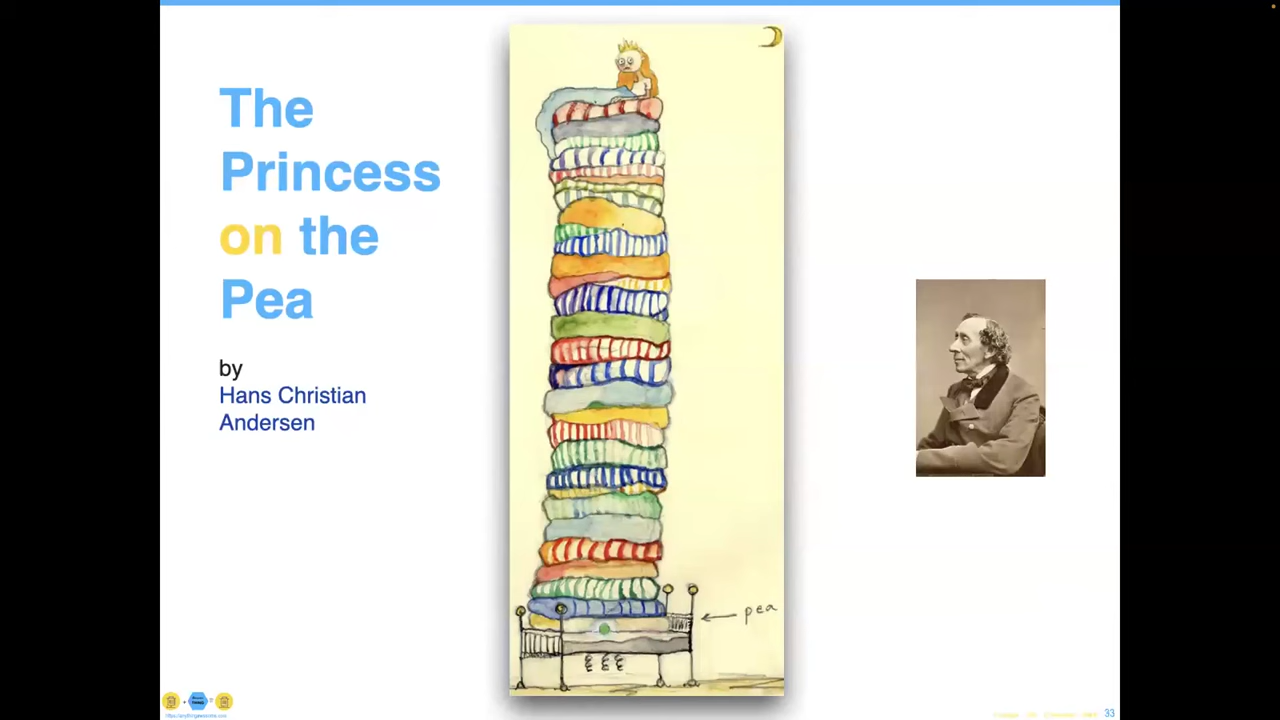 The
Princess
on the
Pea
by
Hans Christian
Andersen
pea
33